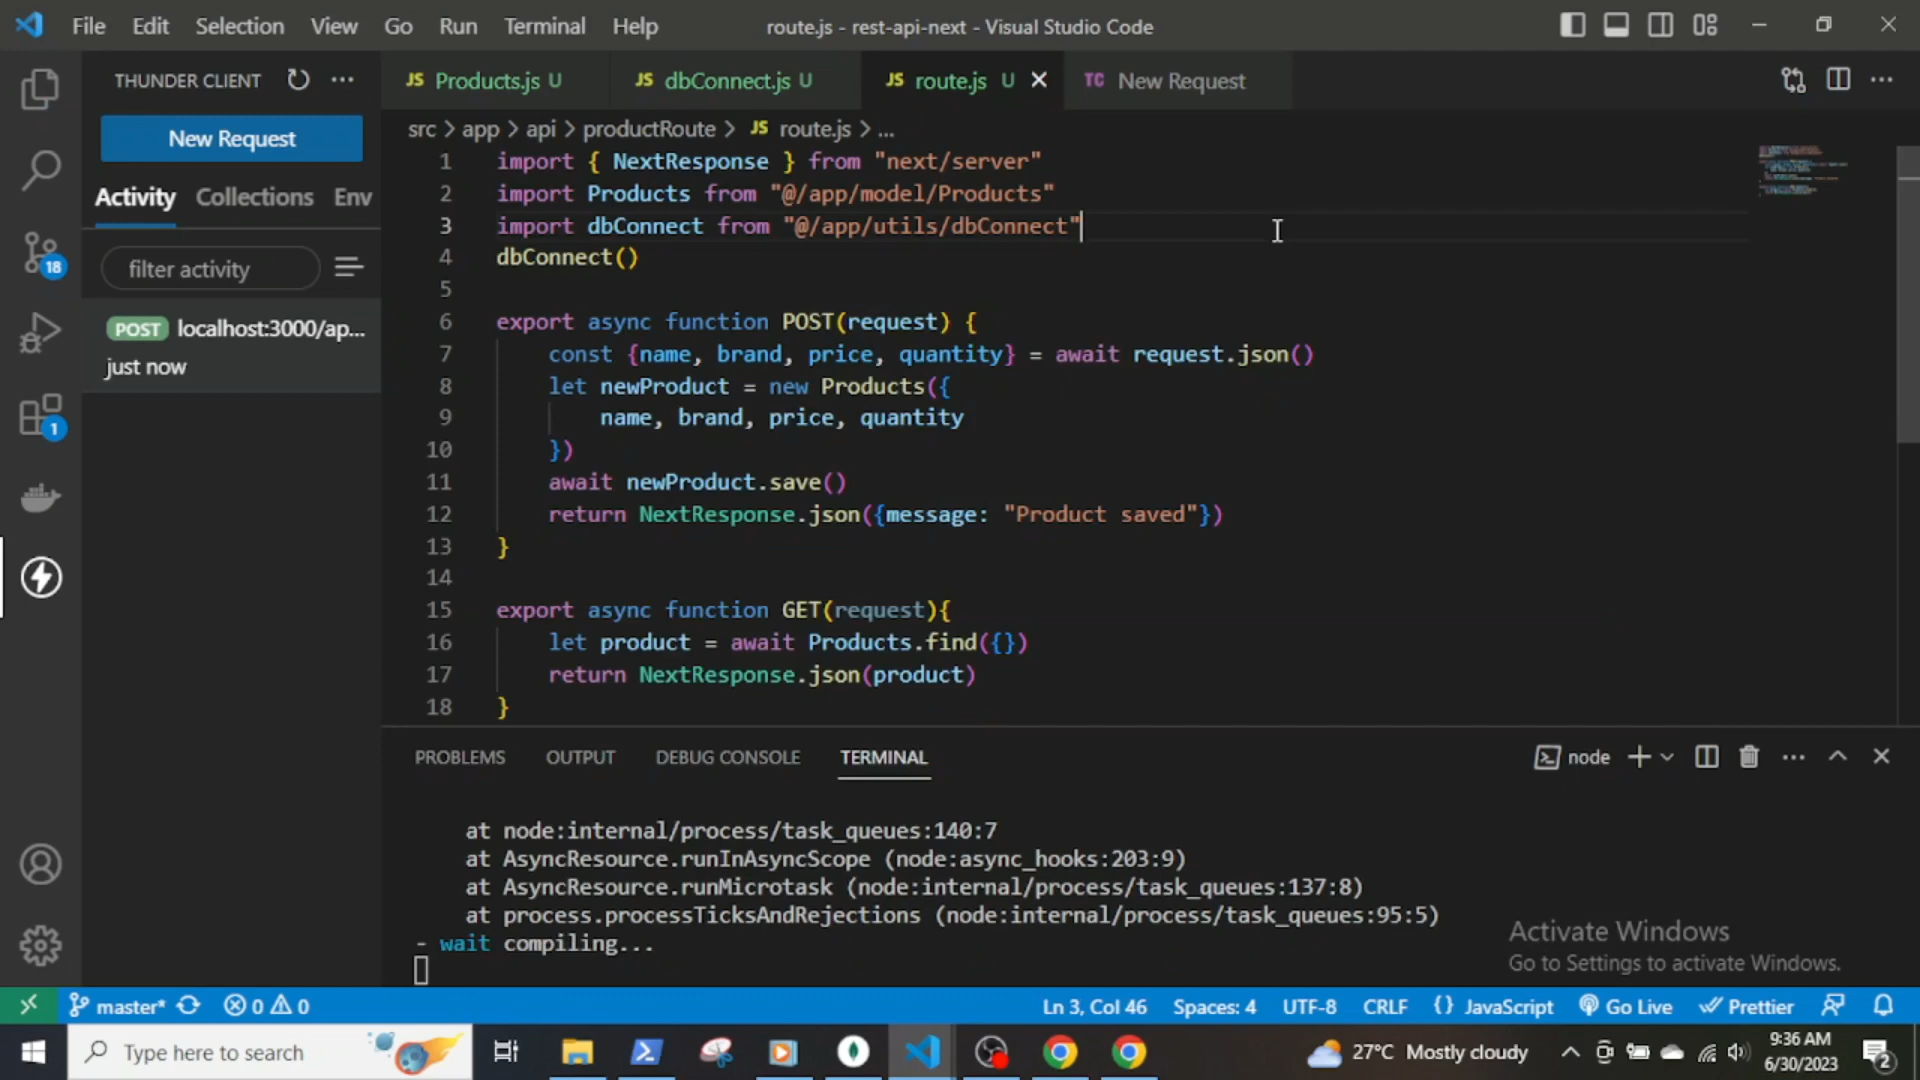 File Edit Selection View Go Run Terminal Help
route.js - rest-api-next - Visual Studio Code
THUNDER CLIENT
New Request
Activity Collections Env
filter activity
POST localhost:3000/ap...
just now
18
1
JS Products.js U
JS dbConnect.js U
JS route.js U
TC New Request
src > app > api > productRoute > JS route.js > ...
1 import { NextResponse } from "next/server"
2 import Products from "@/app/model/Products"
3 import dbConnect from "@/app/utils/dbConnect"
4 dbConnect()
5
6 export async function POST(request) {
7 const {name, brand, price, quantity} = await request.json()
8 let newProduct = new Products({
9 name, brand, price, quantity
10 })
11 await newProduct.save()
12 return NextResponse.json({message: "Product saved"})
13 }
14
15 export async function GET(request){
16 let product = await Products.find({})
17 return NextResponse.json(product)
18 }
PROBLEMS OUTPUT DEBUG CONSOLE TERMINAL
node
at node:internal/process/task_queues:140:7
at AsyncResource.runInAsyncScope (node:async_hooks:203:9)
at AsyncResource.runMicrotask (node:internal/process/task_queues:137:8)
at process.processTicksAndRejections (node:internal/process/task_queues:95:5)
- wait compiling...
Activate Windows
Go to Settings to activate Windows.
master* 0 0
Ln 3, Col 46 Spaces: 4 UTF-8 CRLF {} JavaScript Go Live Prettier
Type here to search
27°C Mostly cloudy
9:36 AM
6/30/2023
2